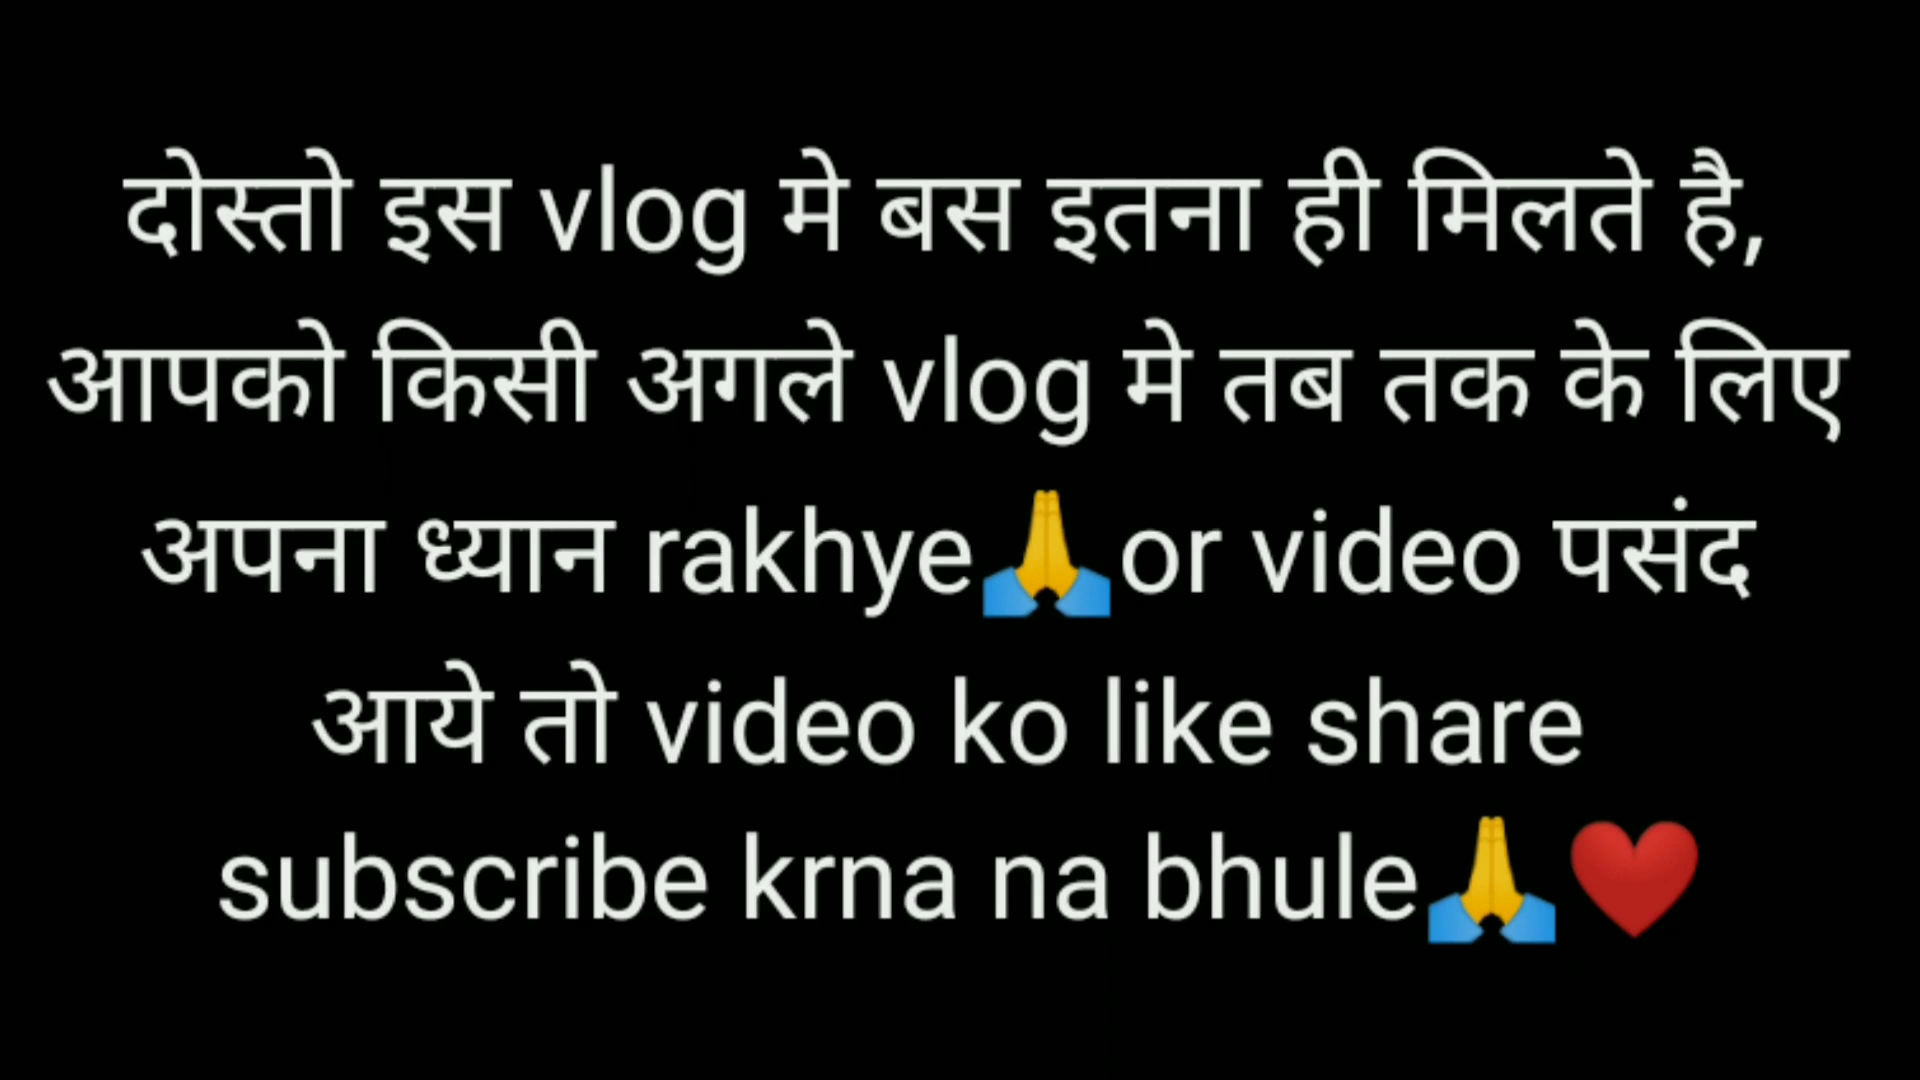 दोस्तो इस vlog मे बस इतना ही मिलते है,
आपको किसी अगले vlog मे तब तक के लिए
अपना ध्यान rakhye🙏or video पसंद
आये तो video ko like share
subscribe krna na bhule🙏❤️